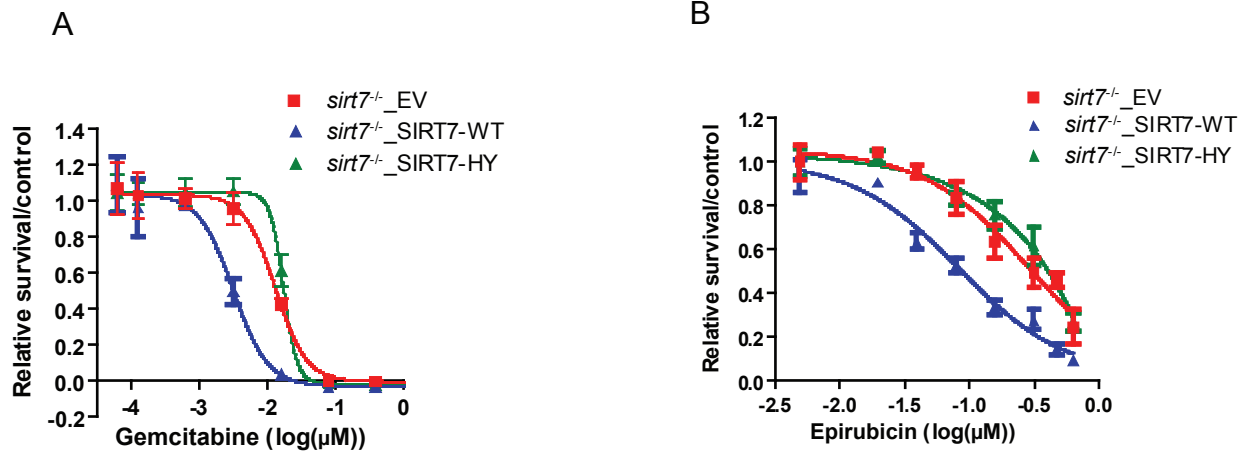 A
sirt7-/-_EV
sirt7-/-_SIRT7-WT
sirt7-/-_SIRT7-HY
Relative survival/control
1.4
1.2
1.0
0.8
0.6
0.4
0.2
0.0
-0.2
-4 -3 -2 -1 0
Gemcitabine (log(µM))
B
sirt7-/-_EV
sirt7-/-_SIRT7-WT
sirt7-/-_SIRT7-HY
Relative survival/control
1.2
1.0
0.8
0.6
0.4
0.2
0.0
-2.5 -2.0 -1.5 -1.0 -0.5 0.0
Epirubicin (log(µM))